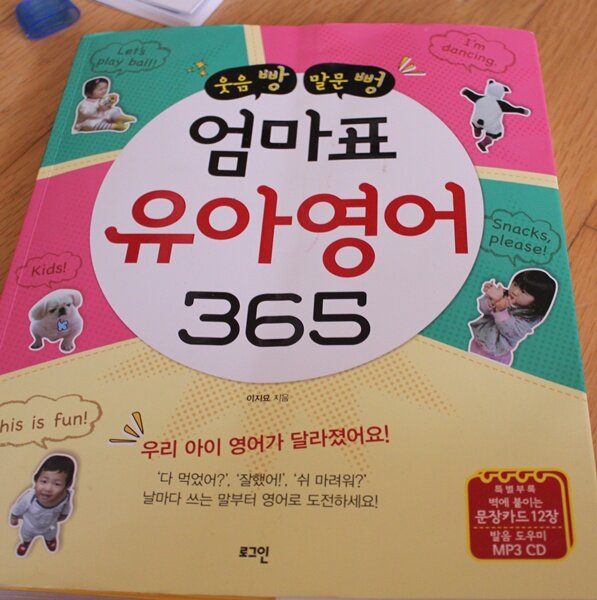 Let's
play ball!
I'm
dancing.
웃음 빵 말문 뻥
엄마표
유아영어
365
Kids!
Snacks,
please!
이지묘 지음
his is fun!
우리 아이 영어가 달라졌어요!
‘다 먹었어?’, ‘잘했어!’, ‘쉬 마려워?’
날마다 쓰는 말부터 영어로 도전하세요!
특별부록
벽에 붙이는
문장카드 12장
발음 도우미
MP3 CD
로그인